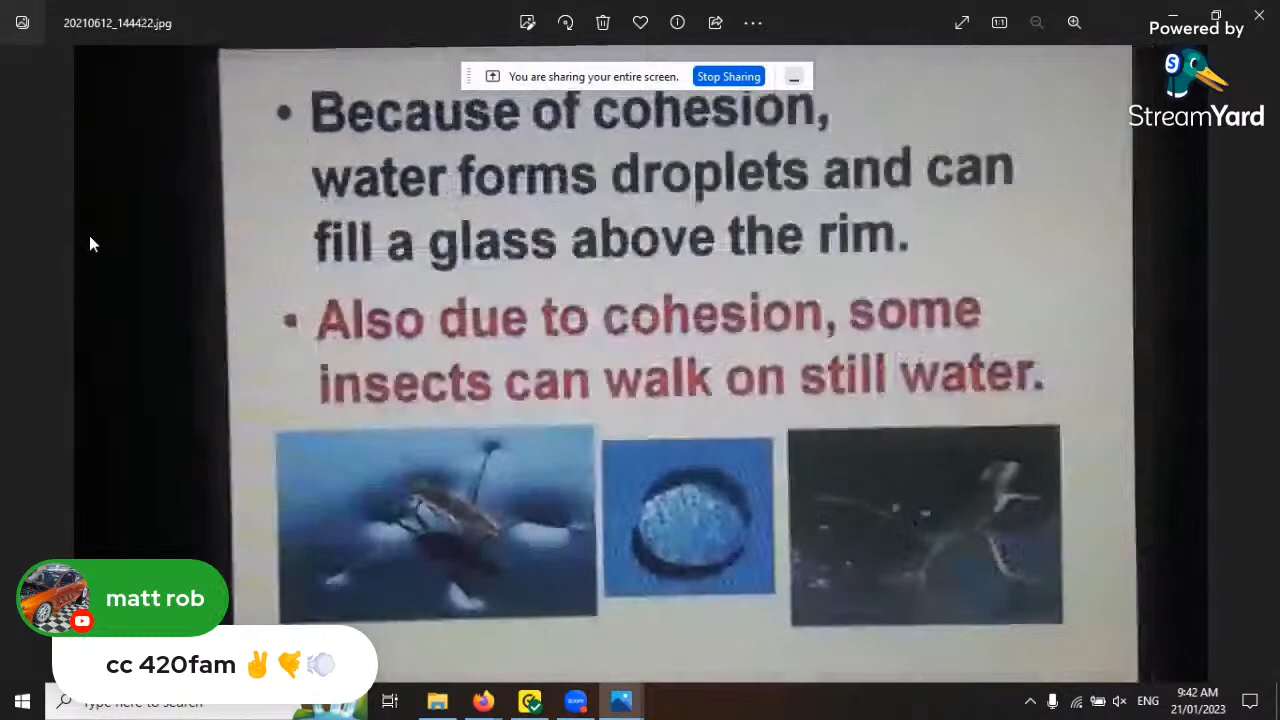 20210612_144422.jpg
Powered by
StreamYard
You are sharing your entire screen.
Stop Sharing
• Because of cohesion,
water forms droplets and can
fill a glass above the rim.
• Also due to cohesion, some
insects can walk on still water.
matt rob
cc 420fam ✌️🤙💨
Type here to search
zoom
ENG
9:42 AM
21/01/2023